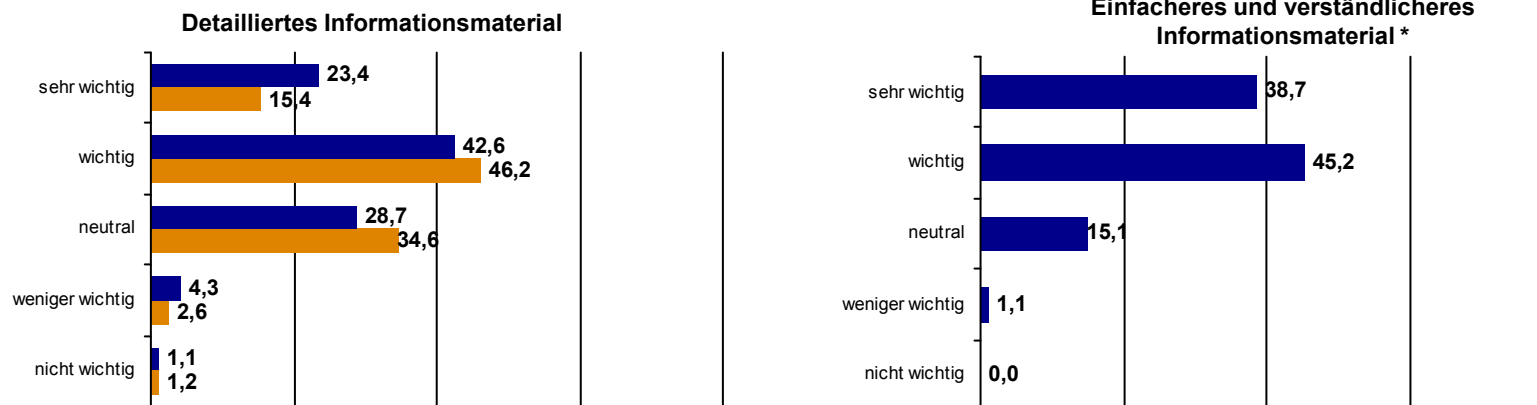 Detailliertes Informationsmaterial
sehr wichtig
23,4
15,4
wichtig
42,6
46,2
neutral
28,7
34,6
weniger wichtig
4,3
2,6
nicht wichtig
1,1
1,2
Einfacheres und verständlicheres
Informationsmaterial *
sehr wichtig
38,7
wichtig
45,2
neutral
15,1
weniger wichtig
1,1
nicht wichtig
0,0